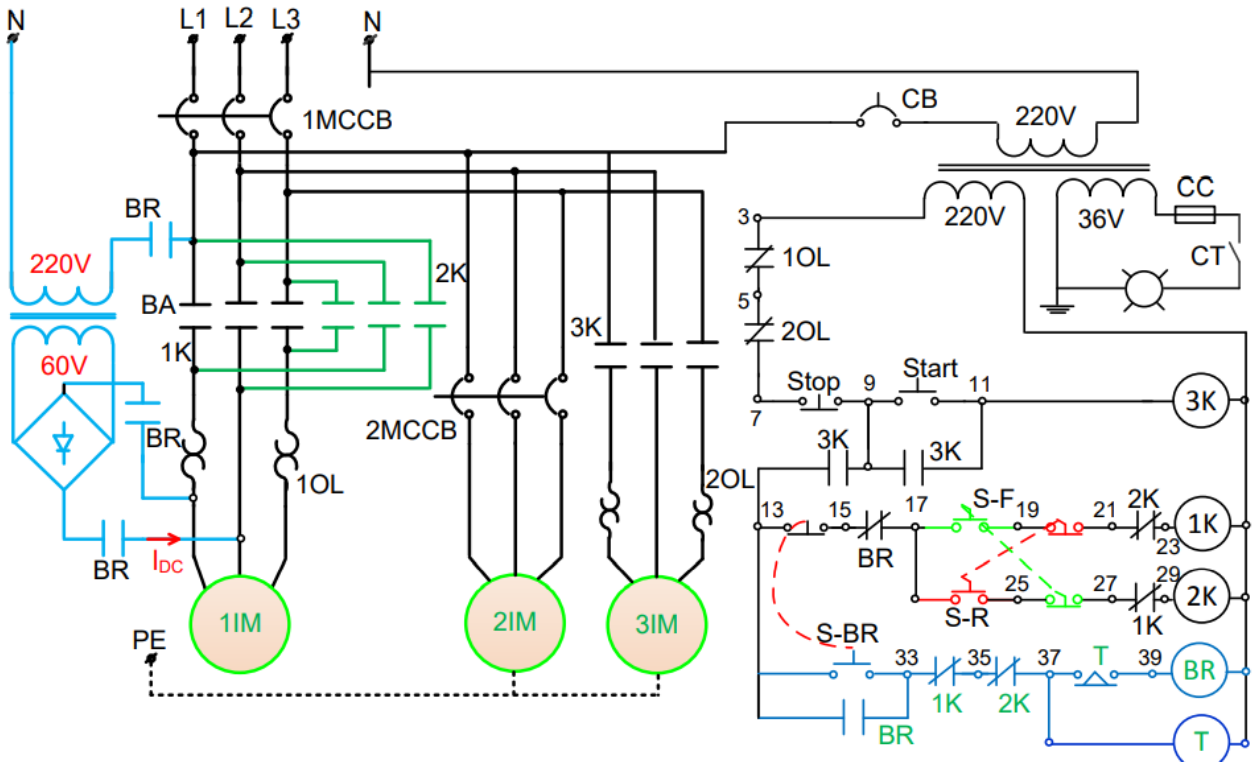 N
L1 L2 L3 N
1MCCB
CB
220V
BR
220V
2K
BA
1K
60V
BR
1OL
BR
IDC
1IM
PE
3K
2MCCB
2OL
2IM
3IM
3
220V
36V
CC
CT
1OL
5
2OL
7
Stop
9
Start
11
3K
3K
3K
13
15
BR
17
S-F
19
21
2K
23
1K
S-R
25
27
1K
29
2K
S-BR
33
1K
35
2K
37
T
39
BR
BR
T